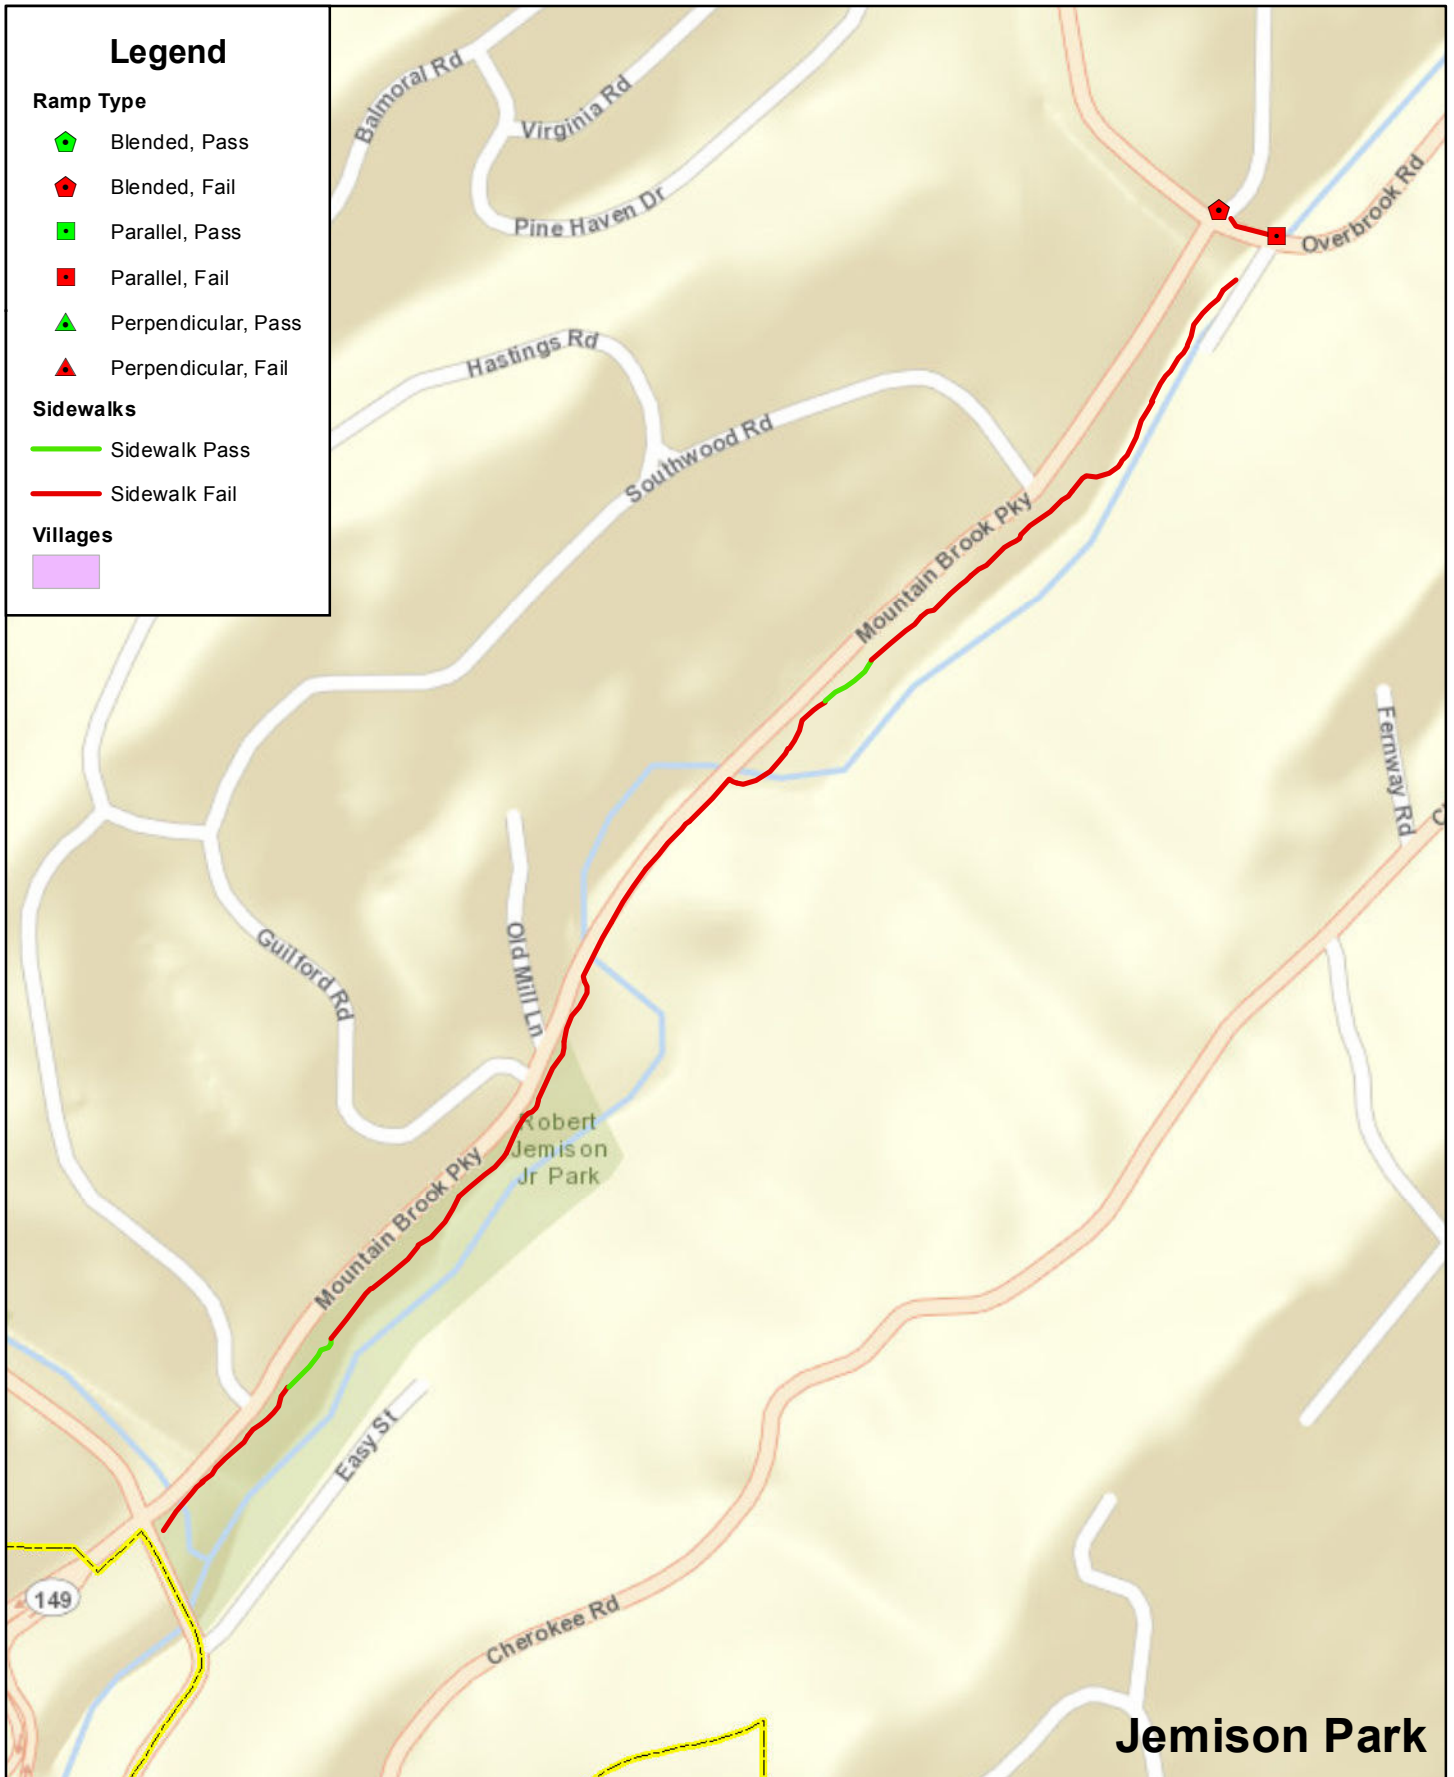 Legend
Ramp Type
Blended, Pass
Blended, Fail
Parallel, Pass
Parallel, Fail
Perpendicular, Pass
Perpendicular, Fail
Sidewalks
Sidewalk Pass
Sidewalk Fail
Villages
Balmoral Rd
Virginia Rd
Pine Haven Dr
Overbrook Rd
Hastings Rd
Southwood Rd
Mountain Brook Pky
Fernway Rd
Old Mill Ln
Guilford Rd
Robert
Jemison
Jr Park
Mountain Brook Pky
Easy St
149
Cherokee Rd
Jemison Park